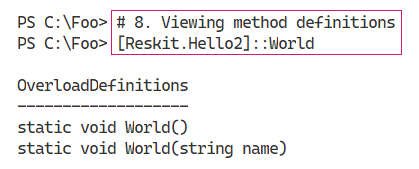 PS C:\Foo> # 8. Viewing method definitions
PS C:\Foo> [Reskit.Hello2]::World
OverloadDefinitions
-------------------
static void World()
static void World(string name)